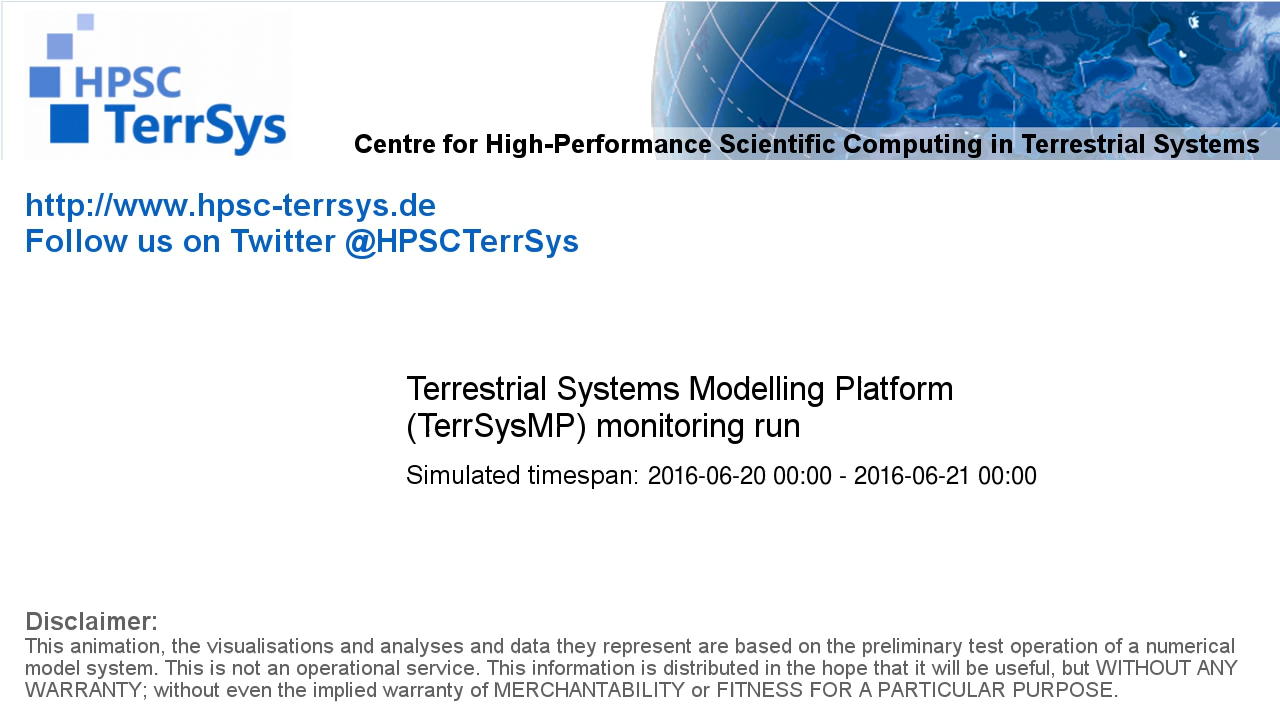 HPSC
TerrSys
Centre for High-Performance Scientific Computing in Terrestrial Systems
http://www.hpsc-terrsys.de
Follow us on Twitter @HPSCTerrSys
Terrestrial Systems Modelling Platform
(TerrSysMP) monitoring run
Simulated timespan: 2016-06-20 00:00 - 2016-06-21 00:00
Disclaimer:
This animation, the visualisations and analyses and data they represent are based on the preliminary test operation of a numerical
model system. This is not an operational service. This information is distributed in the hope that it will be useful, but WITHOUT ANY
WARRANTY; without even the implied warranty of MERCHANTABILITY or FITNESS FOR A PARTICULAR PURPOSE.